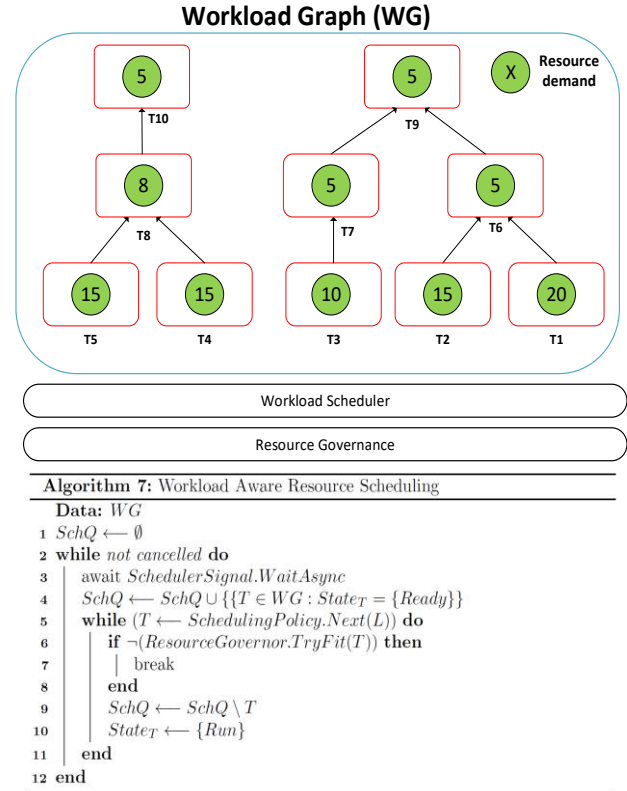 Workload Graph (WG)
5
5
X
Resource
demand
T10
T9
8
5
5
T8
T7
T6
15
15
10
15
20
T5
T4
T3
T2
T1
Workload Scheduler
Resource Governance
Algorithm 7: Workload Aware Resource Scheduling
Data: WG
1 SchQ ⟵ ∅
2 while not cancelled do
3 await SchedulerSignal.WaitAsync
4 SchQ ⟵ SchQ ∪ {{T ∈ WG : State_T = {Ready}}
5 while (T ⟵ SchedulingPolicy.Next(L)) do
6 if ¬(ResourceGovernor.TryFit(T)) then
7 break
8 end
9 SchQ ⟵ SchQ \ T
10 State_T ⟵ {Run}
11 end
12 end